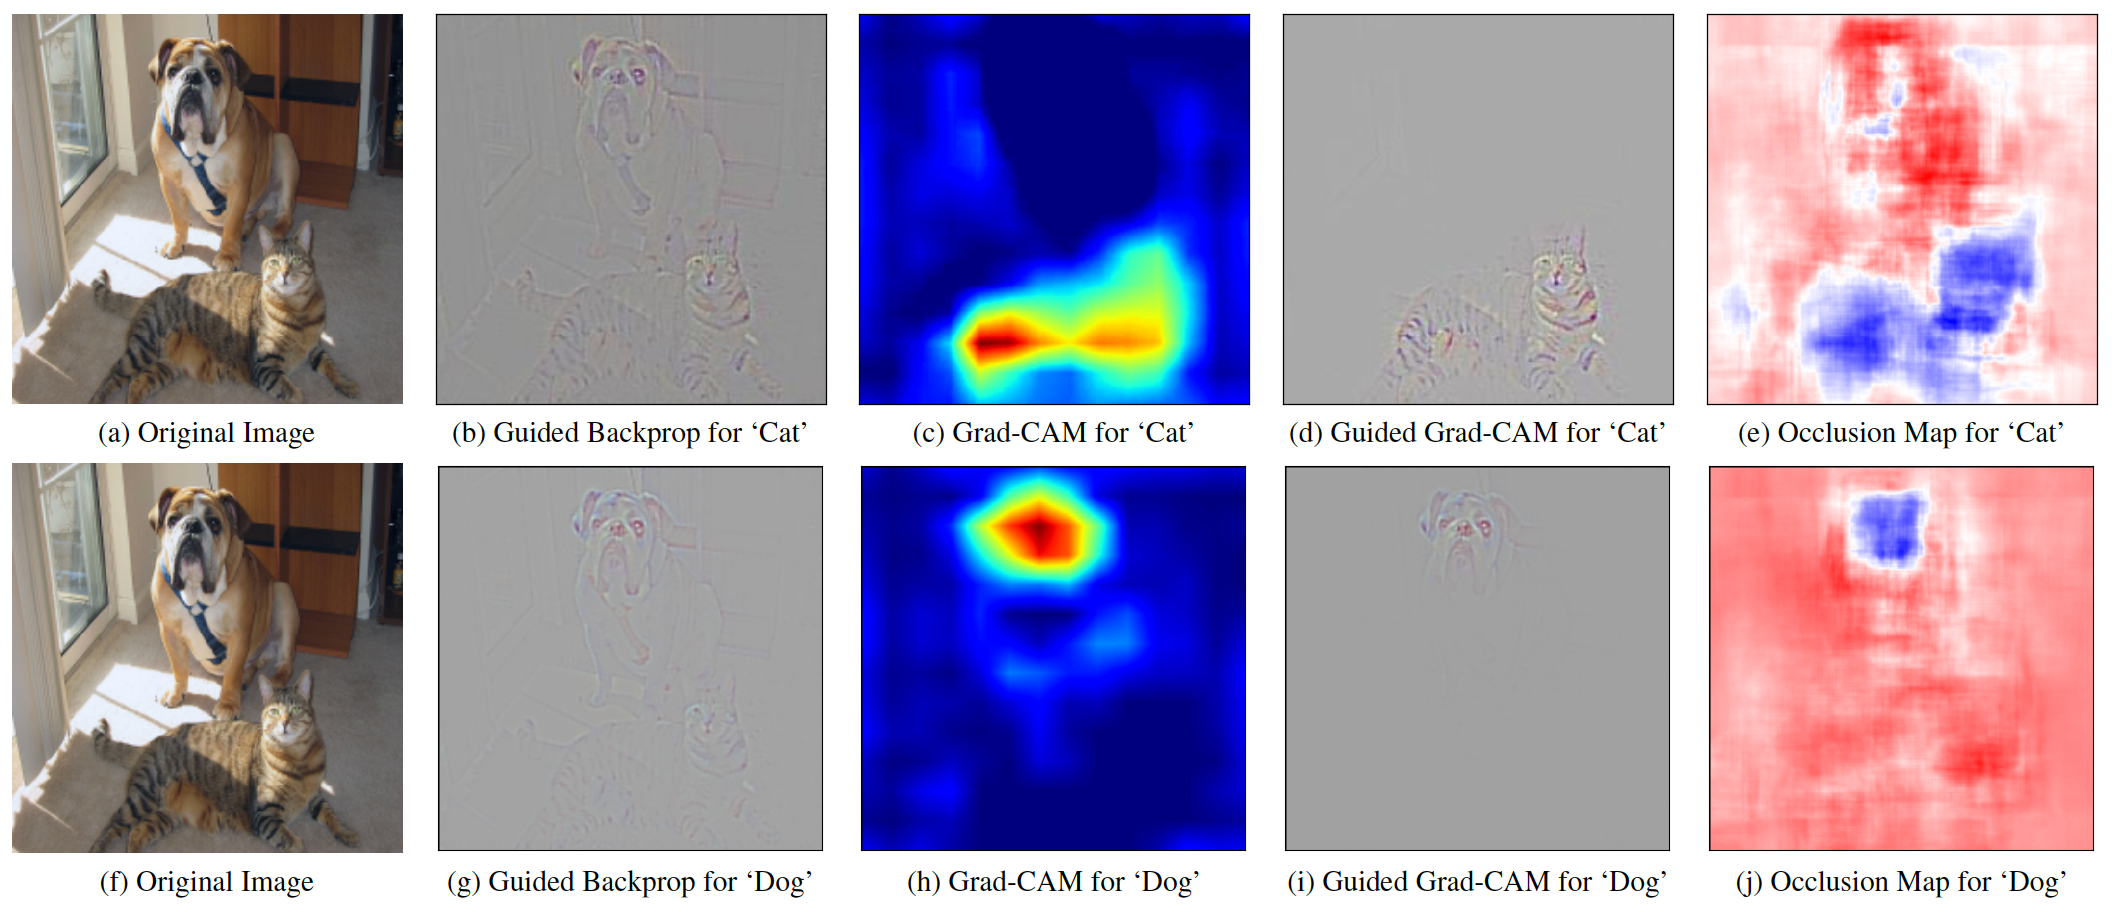 (a) Original Image
(b) Guided Backprop for ‘Cat’
(c) Grad-CAM for ‘Cat’
(d) Guided Grad-CAM for ‘Cat’
(e) Occlusion Map for ‘Cat’
(f) Original Image
(g) Guided Backprop for ‘Dog’
(h) Grad-CAM for ‘Dog’
(i) Guided Grad-CAM for ‘Dog’
(j) Occlusion Map for ‘Dog’